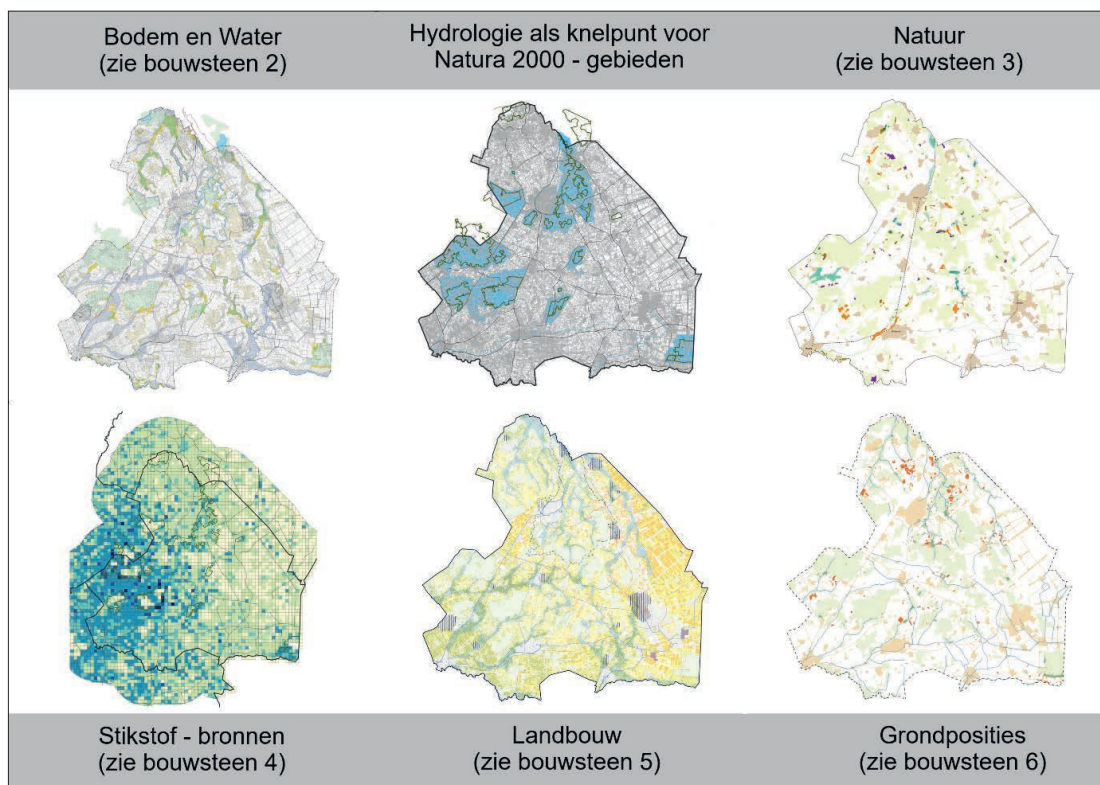 Bodem en Water
(zie bouwsteen 2)
Hydrologie als knelpunt voor
Natura 2000 - gebieden
Natuur
(zie bouwsteen 3)
Stikstof - bronnen
(zie bouwsteen 4)
Landbouw
(zie bouwsteen 5)
Grondposities
(zie bouwsteen 6)